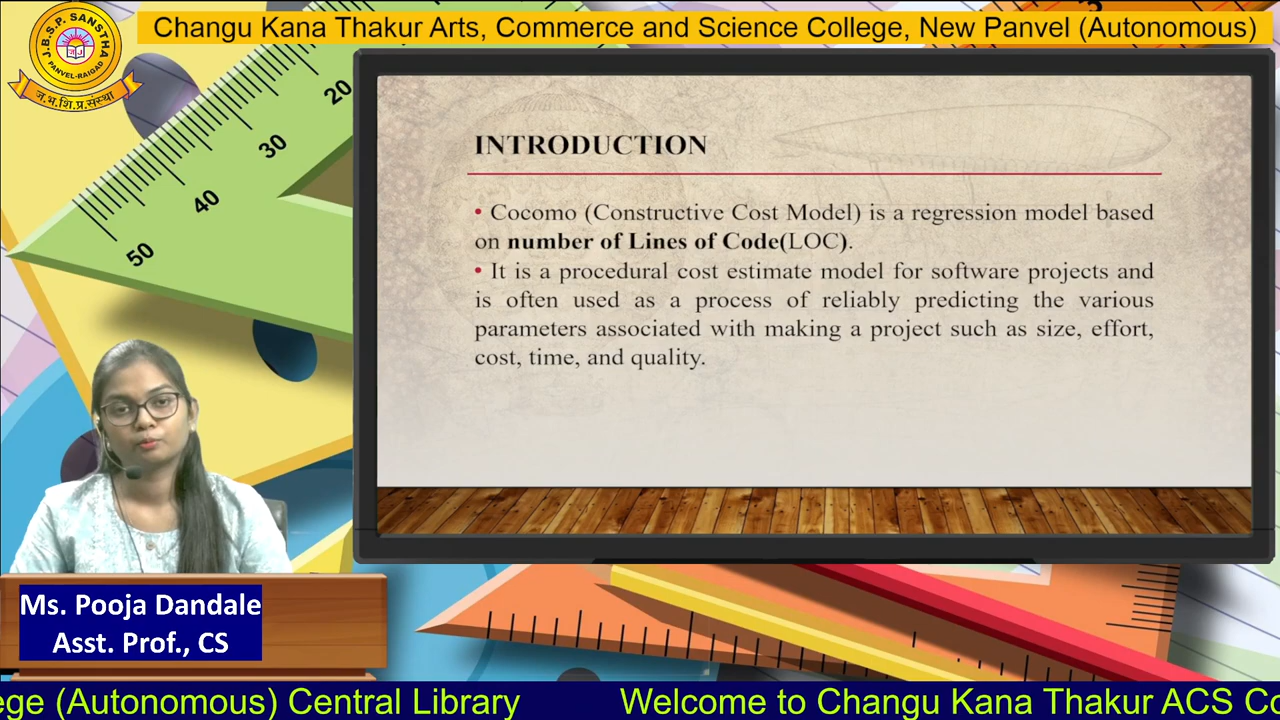 Changu Kana Thakur Arts, Commerce and Science College, New Panvel (Autonomous)
J.B.S.P. SANSTHA
PANVEL-RAIGAD
ज.भ.शि.प्र.संस्था
20
30
40
50
3
INTRODUCTION
• Cocomo (Constructive Cost Model) is a regression model based
on number of Lines of Code(LOC).
• It is a procedural cost estimate model for software projects and
is often used as a process of reliably predicting the various
parameters associated with making a project such as size, effort,
cost, time, and quality.
Ms. Pooja Dandale
Asst. Prof., CS
ege (Autonomous) Central Library
Welcome to Changu Kana Thakur ACS Co